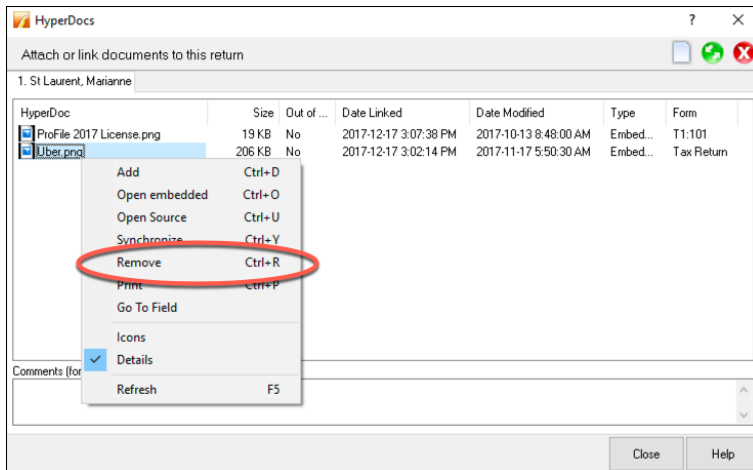 HyperDocs
Attach or link documents to this return
1. St Laurent, Marianne
HyperDoc Size Out of ... Date Linked Date Modified Type Form
ProFile 2017 License.png 19 KB No 2017-12-17 3:07:38 PM 2017-10-13 8:48:00 AM Embed... T1:101
Uber.png 206 KB No 2017-12-17 3:02:14 PM 2017-11-17 5:50:30 AM Embed... Tax Return
Add Ctrl+D
Open embedded Ctrl+O
Open Source Ctrl+U
Synchronize Ctrl+Y
Remove Ctrl+R
Print Ctrl+P
Go To Field
Icons
Details
Comments (for
Refresh F5
Close Help